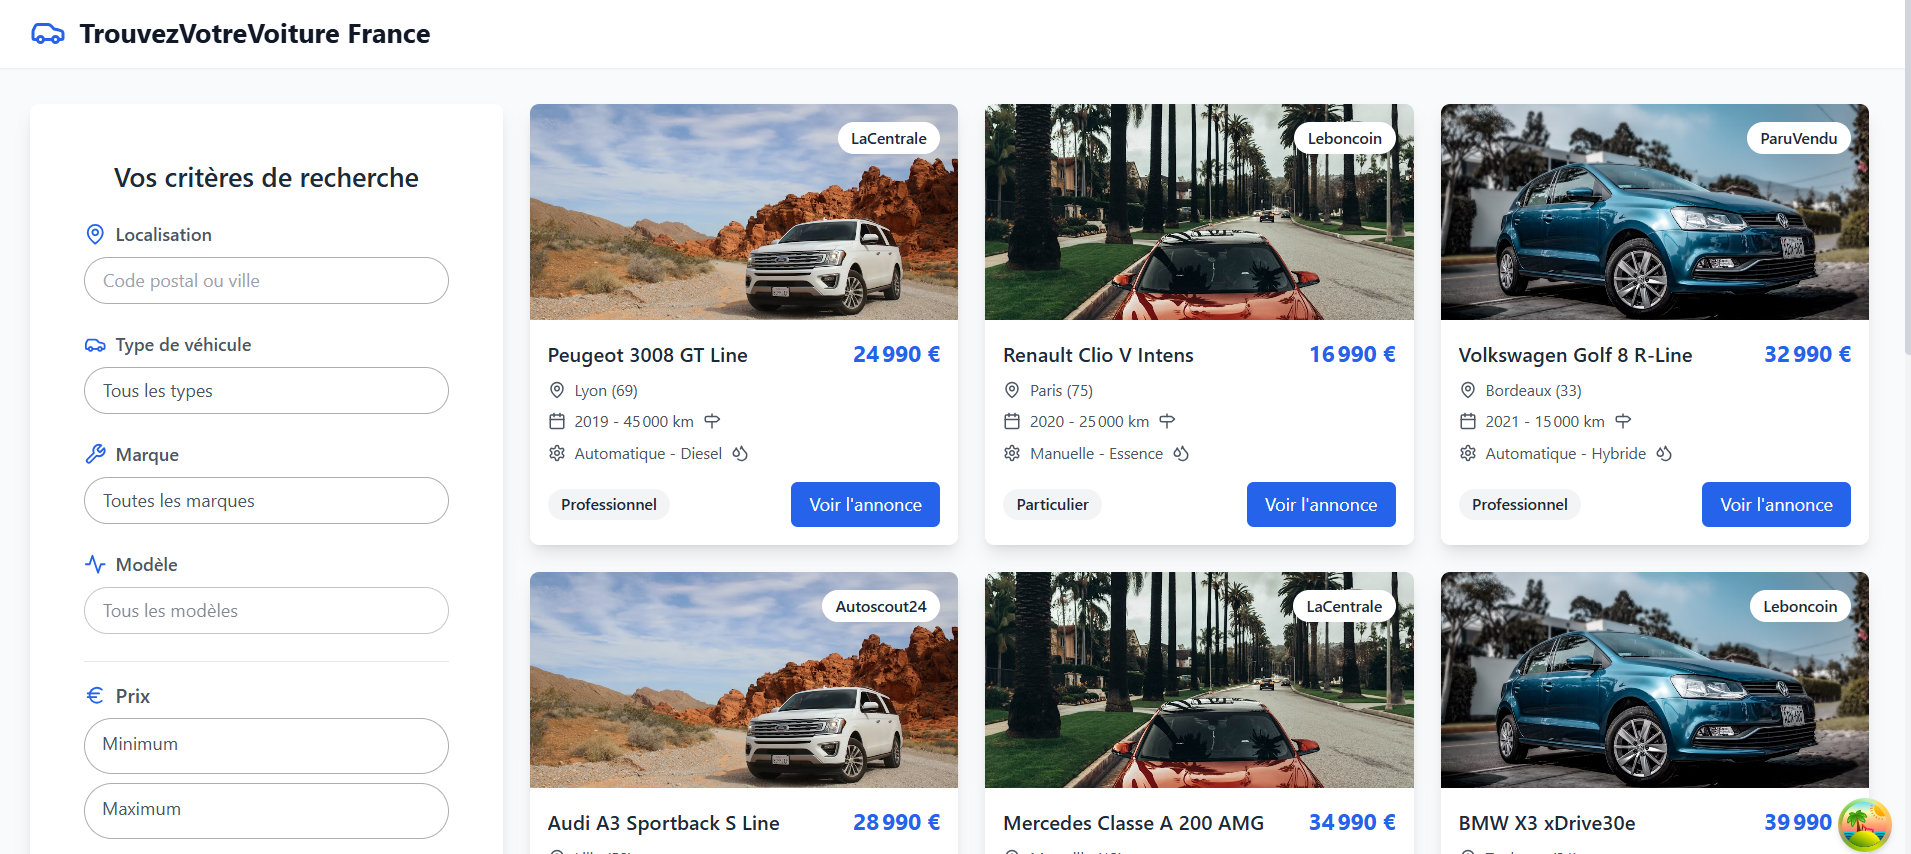 TrouvezVotreVoiture France
Vos critères de recherche
Localisation
Code postal ou ville
Type de véhicule
Tous les types
Marque
Toutes les marques
Modèle
Tous les modèles
Prix
Minimum
Maximum
LaCentrale
Peugeot 3008 GT Line
24 990 €
Lyon (69)
2019 - 45 000 km
Automatique - Diesel
Professionnel
Voir l'annonce
Leboncoin
Renault Clio V Intens
16 990 €
Paris (75)
2020 - 25 000 km
Manuelle - Essence
Particulier
Voir l'annonce
ParuVendu
Volkswagen Golf 8 R-Line
32 990 €
Bordeaux (33)
2021 - 15 000 km
Automatique - Hybride
Professionnel
Voir l'annonce
Autoscout24
Audi A3 Sportback S Line
28 990 €
LaCentrale
Mercedes Classe A 200 AMG
34 990 €
Leboncoin
BMW X3 xDrive30e
39 990